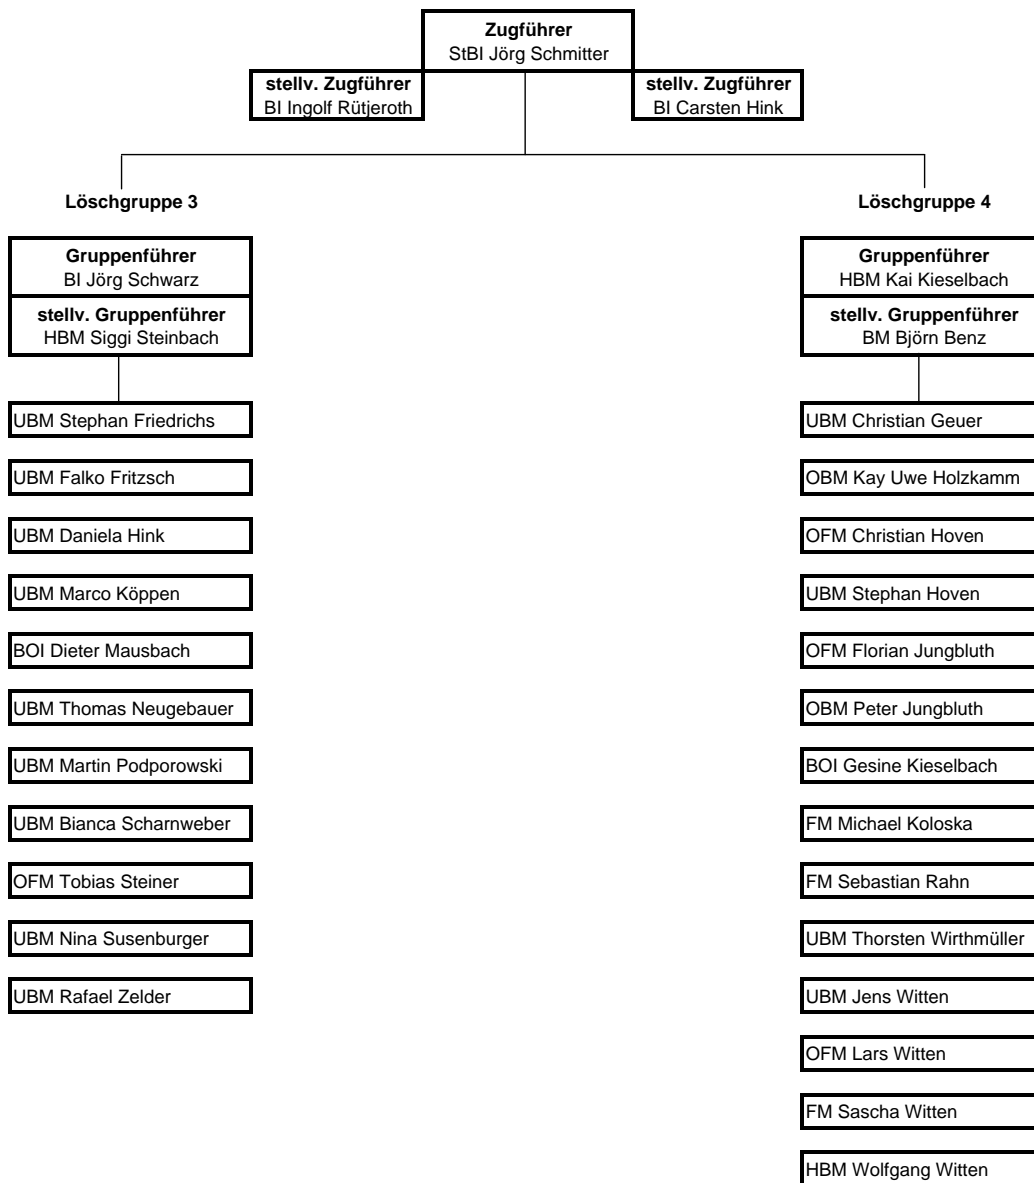 Zugführer
StBI Jörg Schmitter
stellv. Zugführer
BI Ingolf Rütjeroth
stellv. Zugführer
BI Carsten Hink
Löschgruppe 3
Gruppenführer
BI Jörg Schwarz
stellv. Gruppenführer
HBM Siggi Steinbach
UBM Stephan Friedrichs
UBM Falko Fritzsch
UBM Daniela Hink
UBM Marco Köppen
BOI Dieter Mausbach
UBM Thomas Neugebauer
UBM Martin Podporowski
UBM Bianca Scharnweber
OFM Tobias Steiner
UBM Nina Susenburger
UBM Rafael Zelder
Löschgruppe 4
Gruppenführer
HBM Kai Kieselbach
stellv. Gruppenführer
BM Björn Benz
UBM Christian Geuer
OBM Kay Uwe Holzkamm
OFM Christian Hoven
UBM Stephan Hoven
OFM Florian Jungbluth
OBM Peter Jungbluth
BOI Gesine Kieselbach
FM Michael Koloska
FM Sebastian Rahn
UBM Thorsten Wirthmüller
UBM Jens Witten
OFM Lars Witten
FM Sascha Witten
HBM Wolfgang Witten